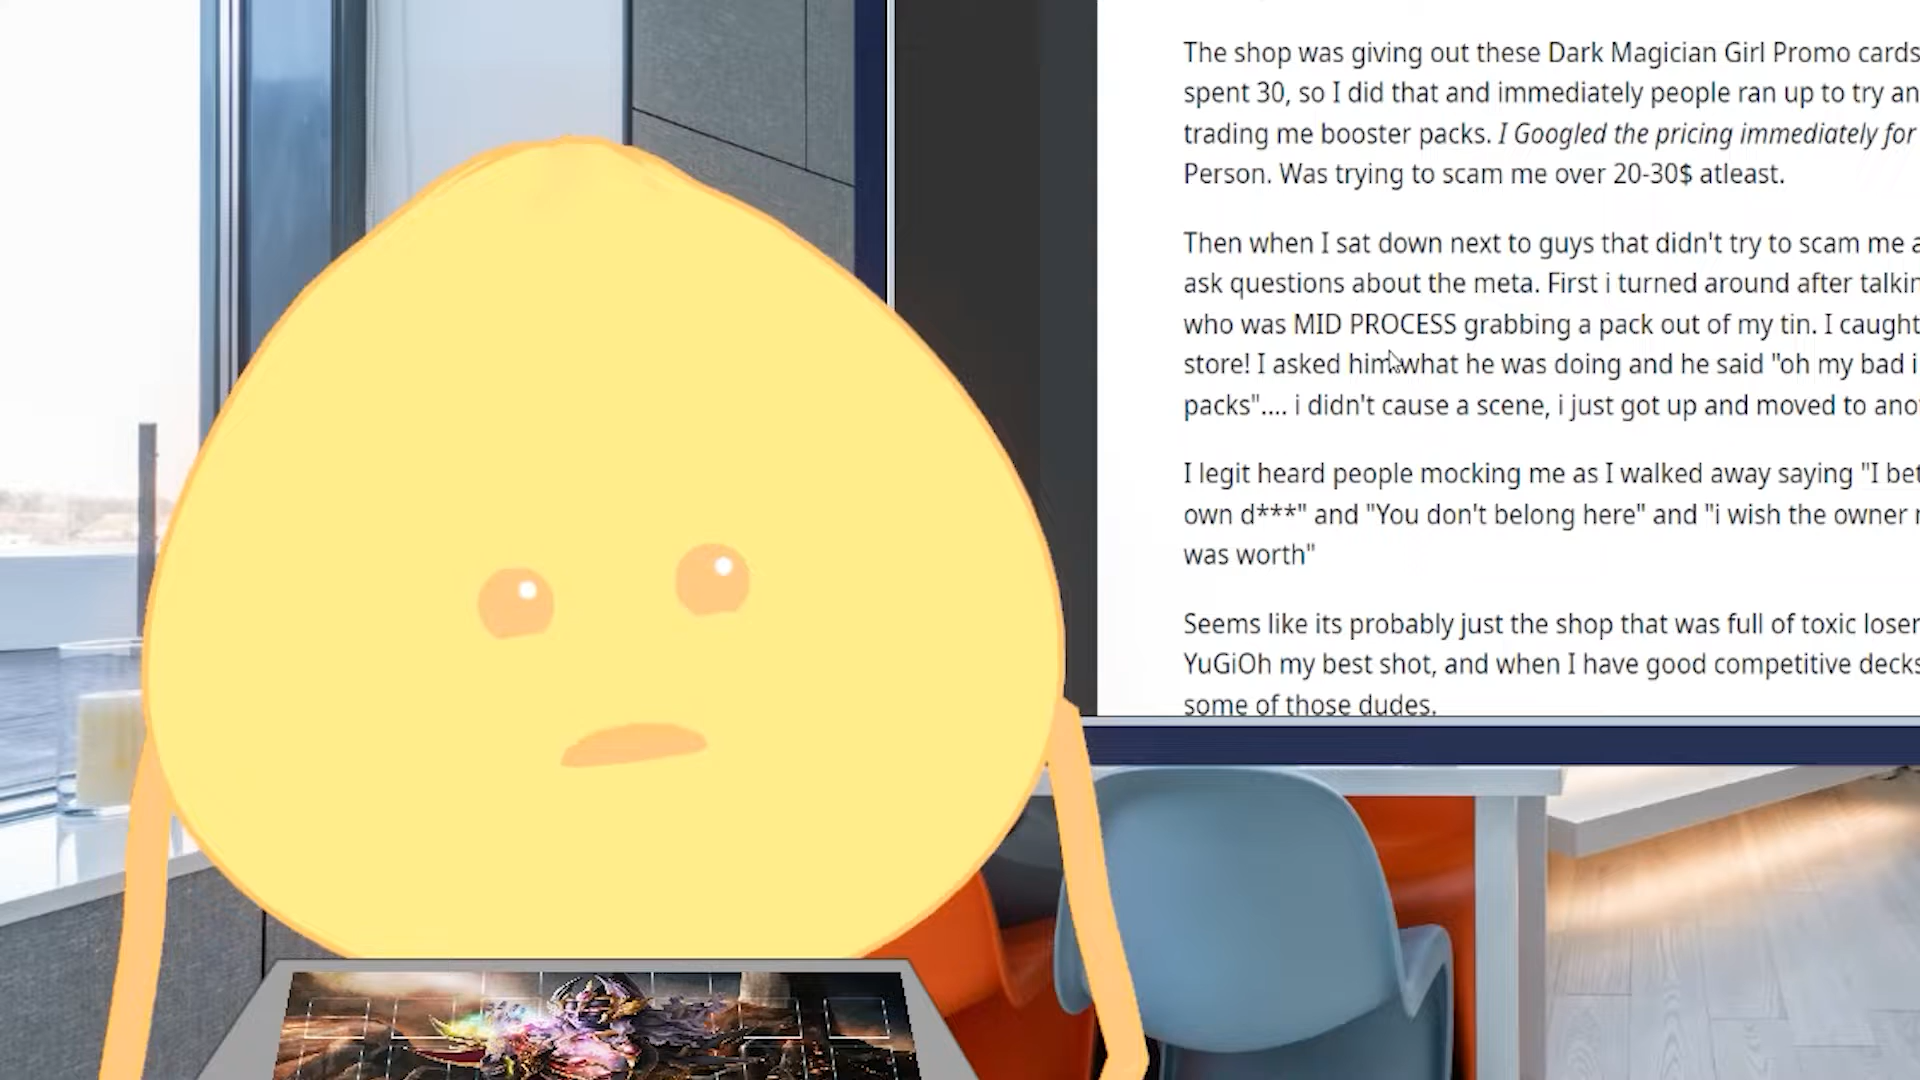 The shop was giving out these Dark Magician Girl Promo cards
spent 30, so I did that and immediately people ran up to try an
trading me booster packs. I Googled the pricing immediately for
Person. Was trying to scam me over 20-30$ atleast.
Then when I sat down next to guys that didn't try to scam me a
ask questions about the meta. First i turned around after talkin
who was MID PROCESS grabbing a pack out of my tin. I caught
store! I asked him what he was doing and he said "oh my bad i
packs".... i didn't cause a scene, i just got up and moved to ano
I legit heard people mocking me as I walked away saying "I bet
own d***" and "You don't belong here" and "i wish the owner
was worth"
Seems like its probably just the shop that was full of toxic loser
YuGiOh my best shot, and when I have good competitive decks
some of those dudes.